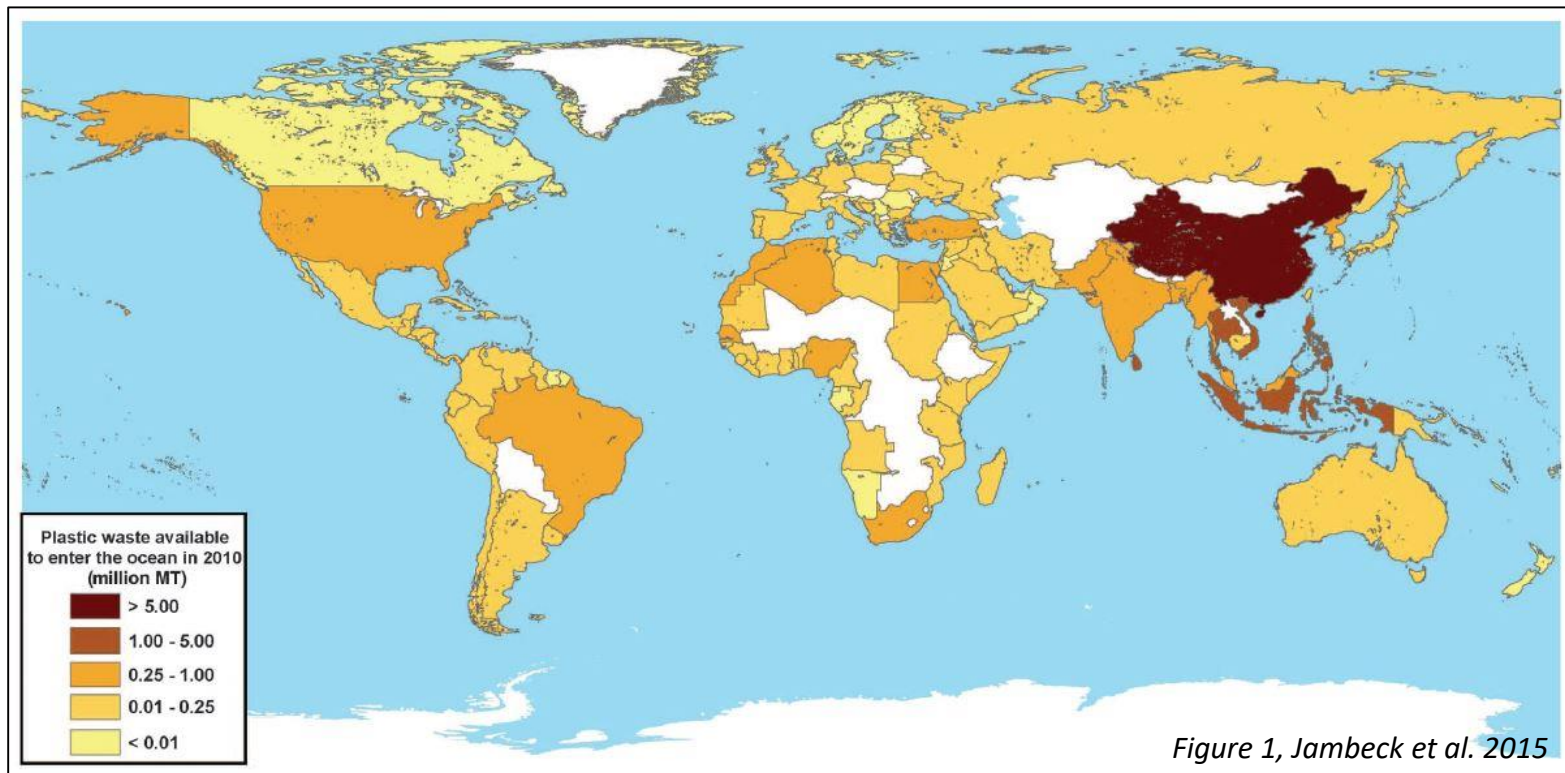 Plastic waste available
to enter the ocean in 2010
(million MT)
> 5.00
1.00 - 5.00
0.25 - 1.00
0.01 - 0.25
< 0.01
Figure 1, Jambeck et al. 2015